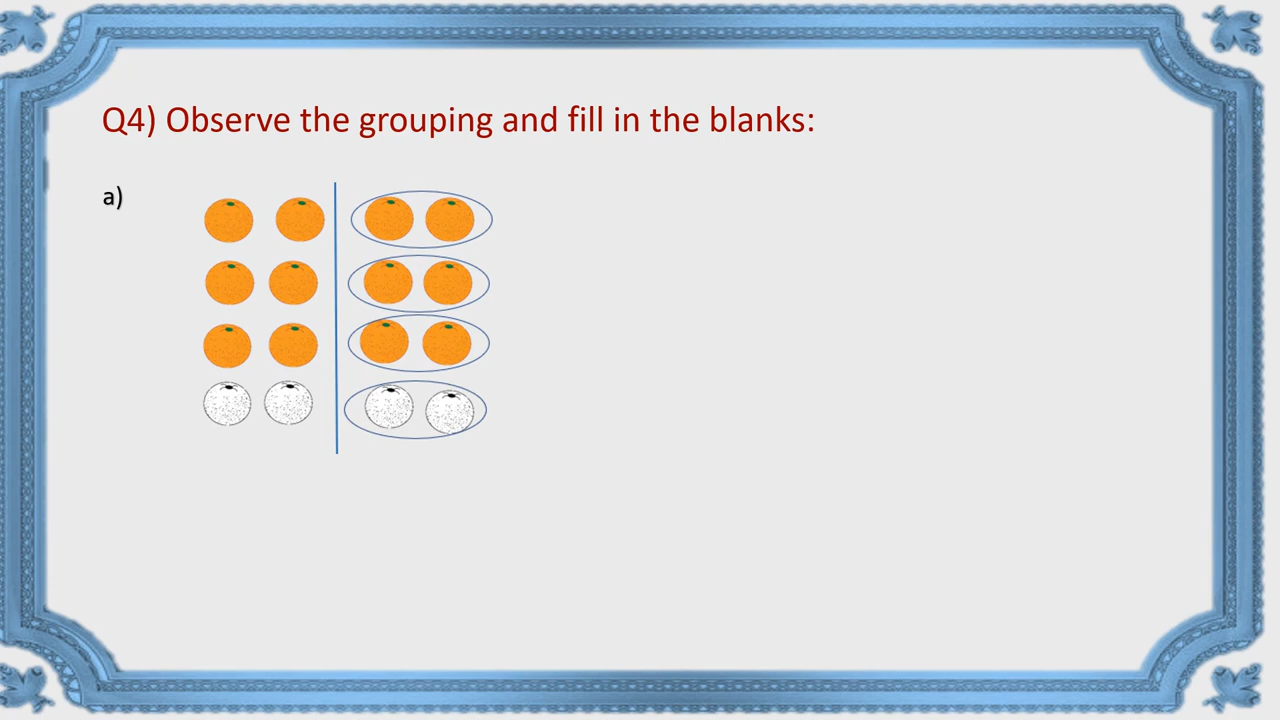 Q4) Observe the grouping and fill in the blanks:
a)